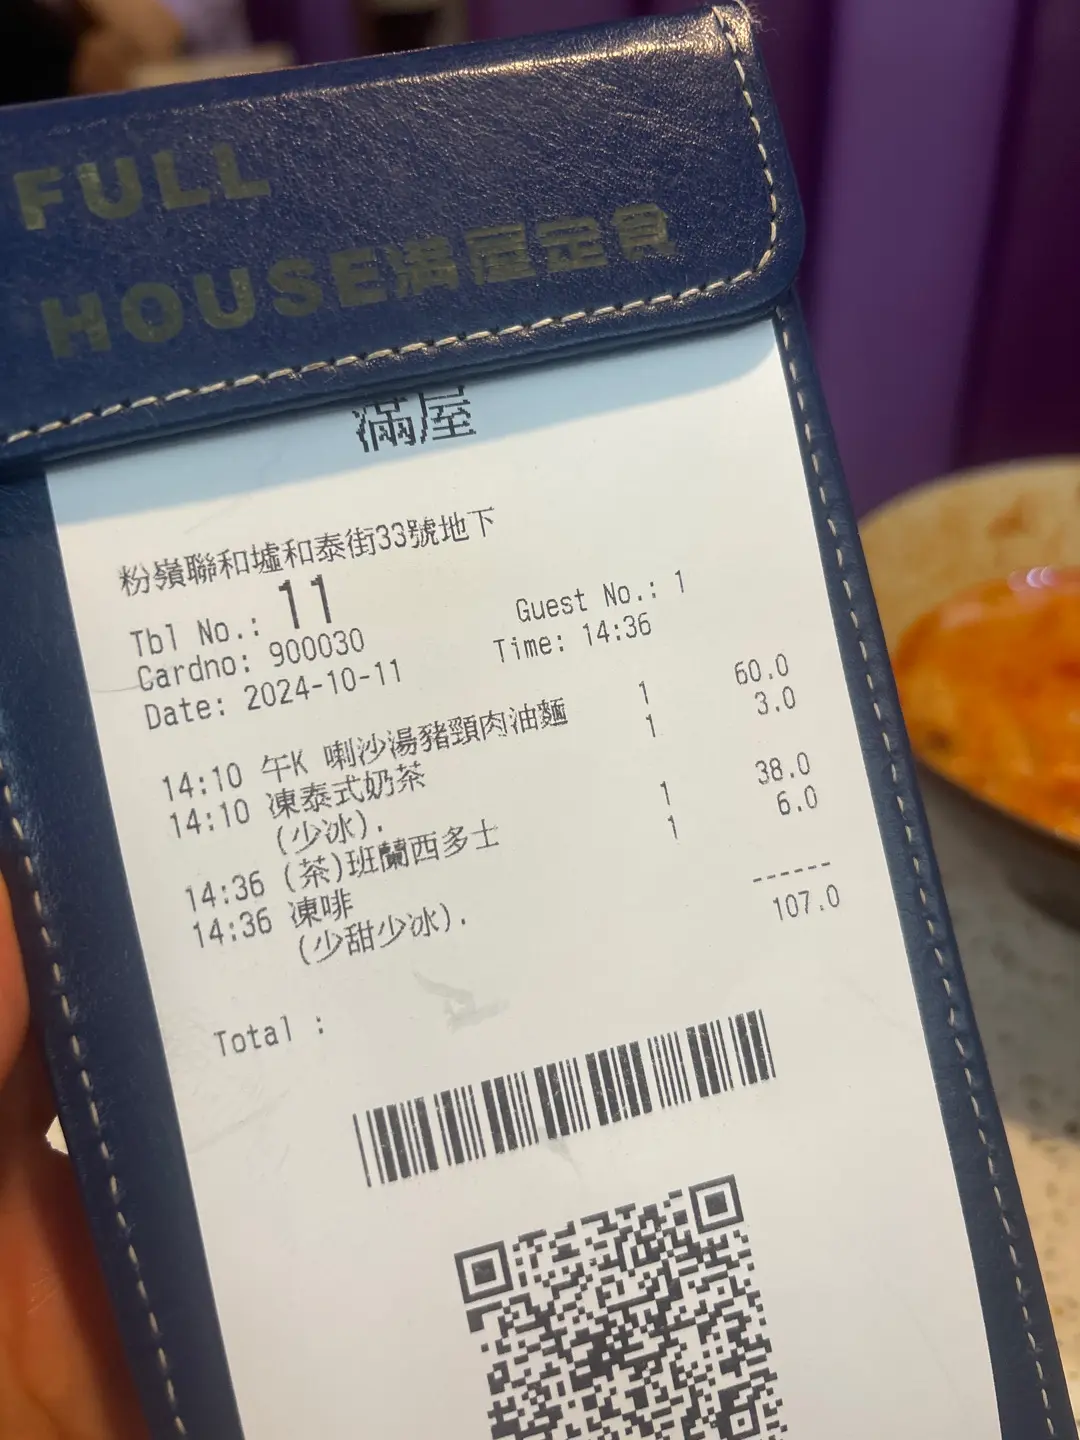 FULL
HOUSE滿屋定食
滿屋
粉嶺聯和墟和泰街33號地下
Tbl No.: 11 Guest No.: 1
Cardno: 900030 Time: 14:36
Date: 2024-10-11
14:10 午K 喇沙湯豬頸肉油麵 1 60.0
14:10 凍泰式奶茶 1 3.0
(少冰).
14:36 (茶)班蘭西多士 1 38.0
14:36 凍啡 1 6.0
(少甜少冰).
------
107.0
Total :